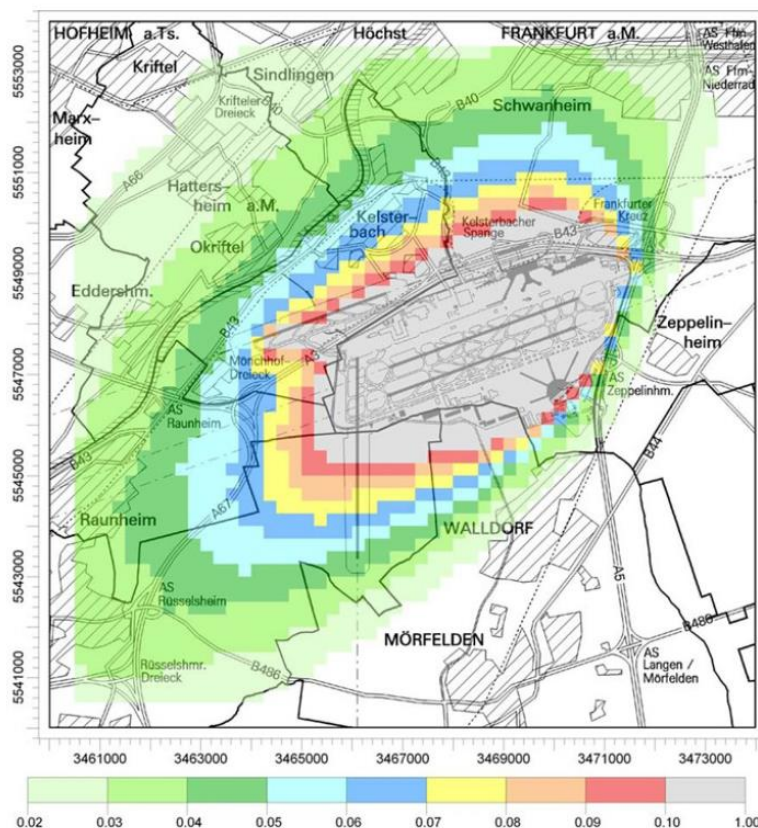 HOFHEIM a.Ts.
Höchst
FRANKFURT a.M.
AS Ffm-
Westhafen
Kriftel
Sindlingen
AS Ffm-
Niederrad
Krifteler
Dreieck
B40
Schwanheim
Marx-
heim
A66
Hatters-
heim a.M.
Kelster-
bach
Kelsterbacher
Spange
Frankfurter
Kreuz
B43
Okriftel
Eddershm.
Zeppelin-
heim
Mönchhof-
Dreieck
A3
AS
Zeppelinhm.
AS
Raunheim
B43
B44
Raunheim
A67
WALLDORF
AS
Rüsselsheim
A5
MÖRFELDEN
B486
Rüsselshmr.
Dreieck
B486
AS
Langen /
Mörfelden
5553000
5551000
5549000
5547000
5545000
5543000
5541000
3461000 3463000 3465000 3467000 3469000 3471000 3473000
0.02 0.03 0.04 0.05 0.06 0.07 0.08 0.09 0.10 1.00